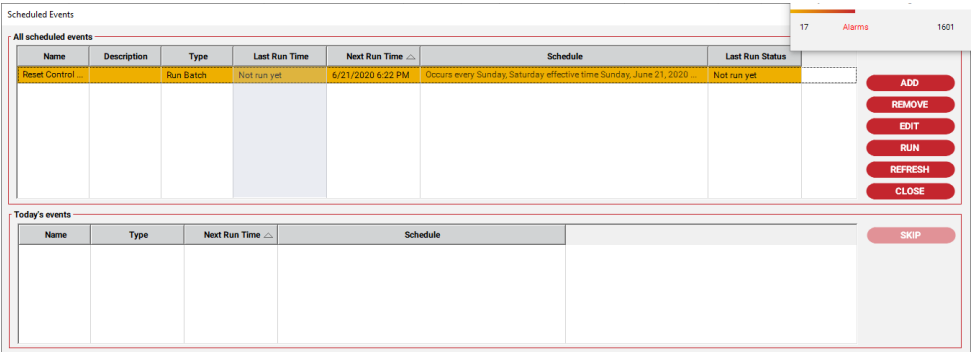 Scheduled Events
17 Alarms 1601
All scheduled events
Name Description Type Last Run Time Next Run Time Schedule Last Run Status
Reset Control ... Run Batch Not run yet 6/21/2020 6:22 PM Occurs every Sunday, Saturday effective time Sunday, June 21, 2020 ... Not run yet
ADD
REMOVE
EDIT
RUN
REFRESH
CLOSE
Today's events
Name Type Next Run Time Schedule
SKIP